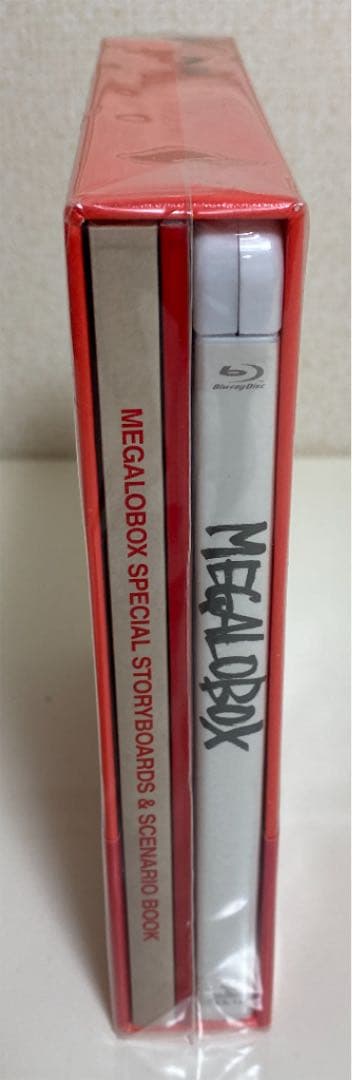 MEGALOBOX SPECIAL STORYBOARDS & SCENARIO BOOK
Blu-ray Disc
MEGALOBOX